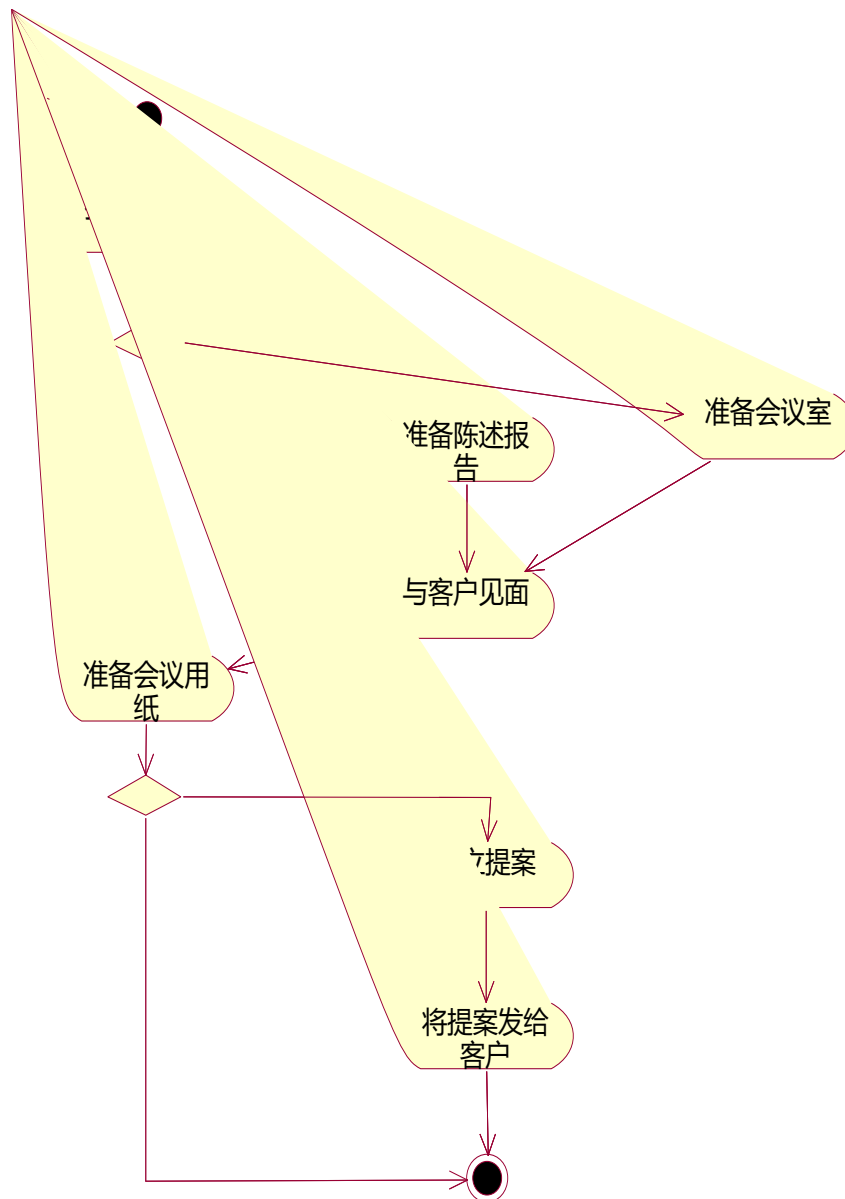 准备会议室
准备陈述报
告
与客户见面
准备会议用
纸
提案
将提案发给
客户